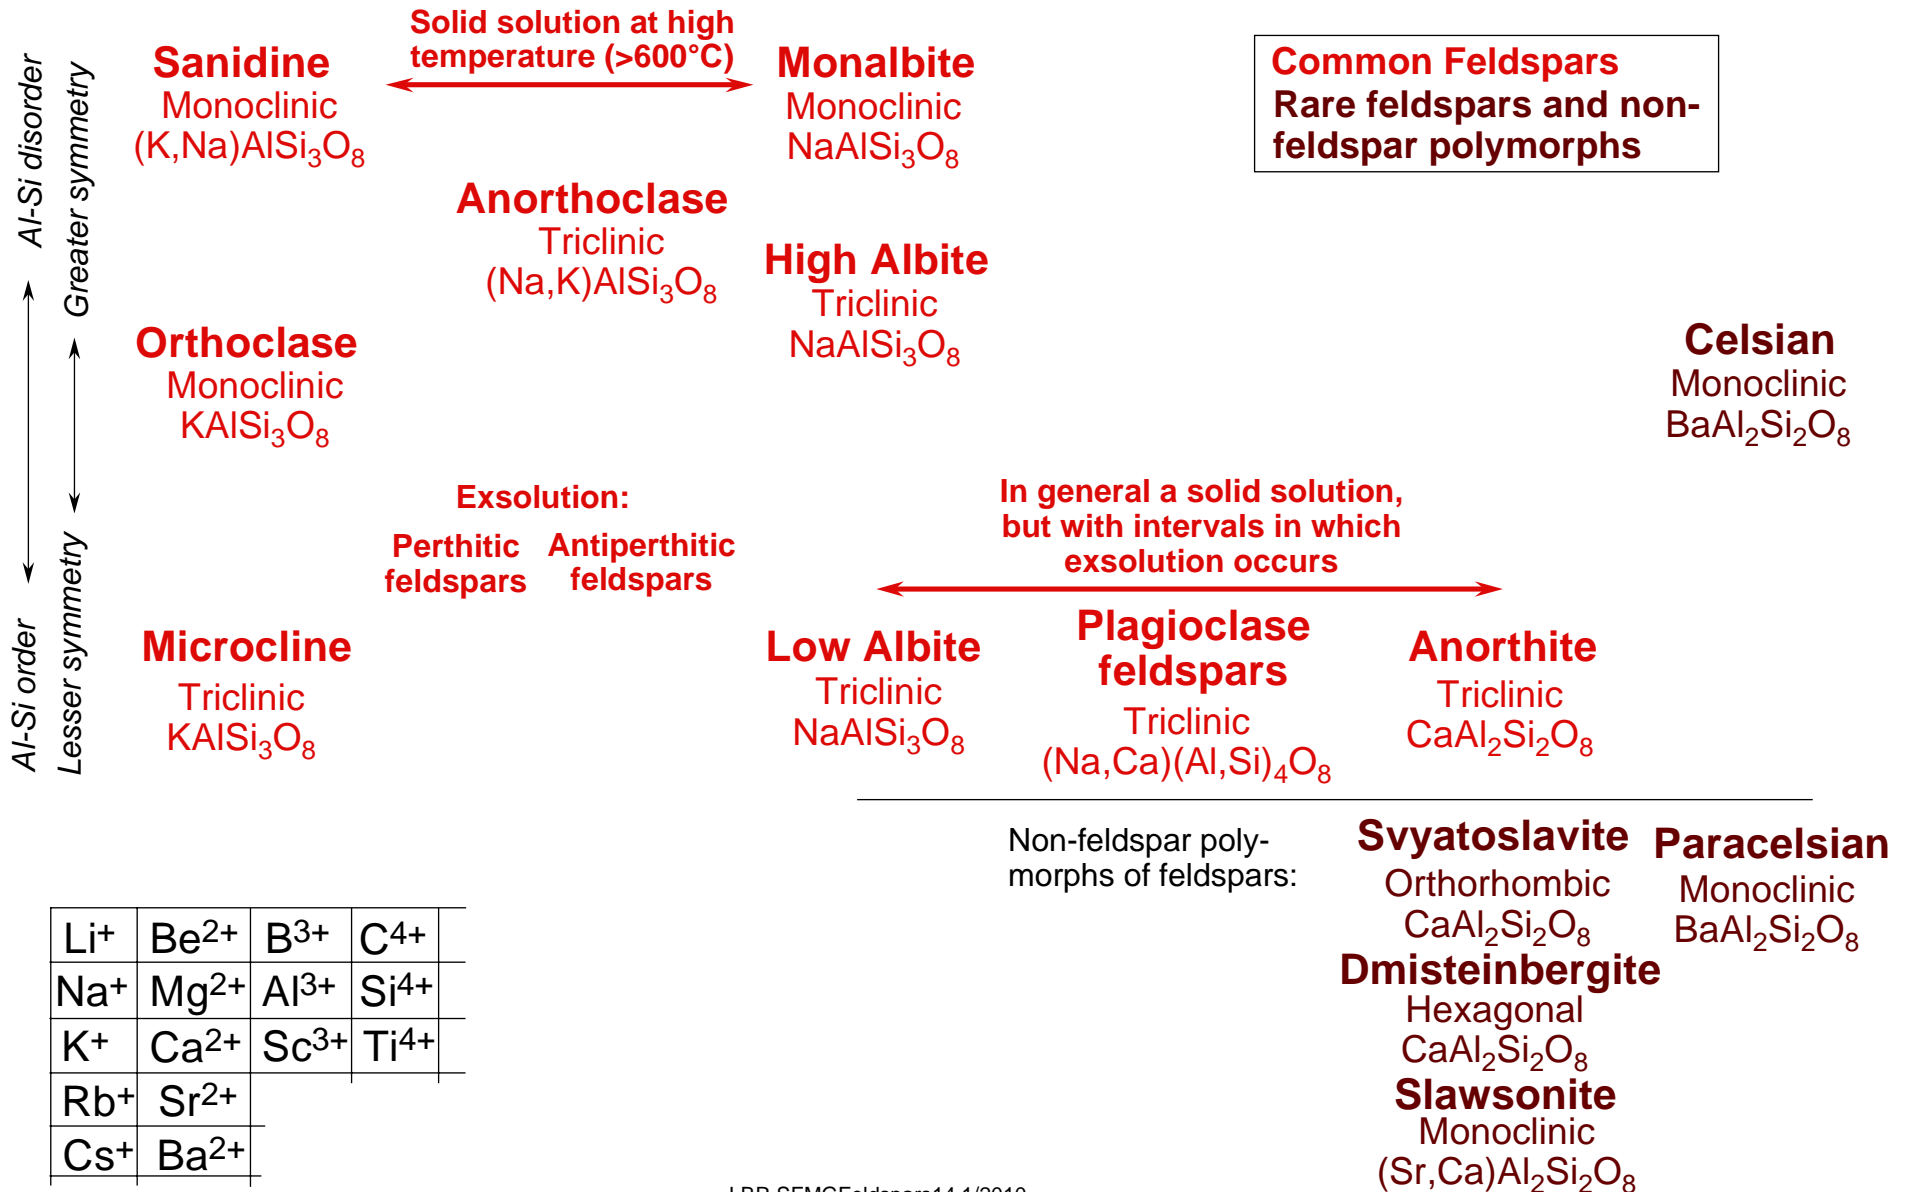 Solid solution at high
temperature (>600°C)
Sanidine
Monoclinic
(K,Na)AlSi₃O₈
Monalbite
Monoclinic
NaAlSi₃O₈
Common Feldspars
Rare feldspars and non-
feldspar polymorphs
Al-Si disorder
Greater symmetry
Anorthoclase
Triclinic
(Na,K)AlSi₃O₈
High Albite
Triclinic
NaAlSi₃O₈
Orthoclase
Monoclinic
KAlSi₃O₈
Celsian
Monoclinic
BaAl₂Si₂O₈
Exsolution:
Perthitic
feldspars
Antiperthitic
feldspars
In general a solid solution,
but with intervals in which
exsolution occurs
Al-Si order
Lesser symmetry
Microcline
Triclinic
KAlSi₃O₈
Low Albite
Triclinic
NaAlSi₃O₈
Plagioclase
feldspars
Triclinic
(Na,Ca)(Al,Si)₄O₈
Anorthite
Triclinic
CaAl₂Si₂O₈
Non-feldspar poly-
morphs of feldspars:
Svyatoslavite
Orthorhombic
CaAl₂Si₂O₈
Paracelsian
Monoclinic
BaAl₂Si₂O₈
Dmisteinbergite
Hexagonal
CaAl₂Si₂O₈
Slawsonite
Monoclinic
(Sr,Ca)Al₂Si₂O₈
Li⁺ Be²⁺ B³⁺ C⁴⁺
Na⁺ Mg²⁺ Al³⁺ Si⁴⁺
K⁺ Ca²⁺ Sc³⁺ Ti⁴⁺
Rb⁺ Sr²⁺
Cs⁺ Ba²⁺